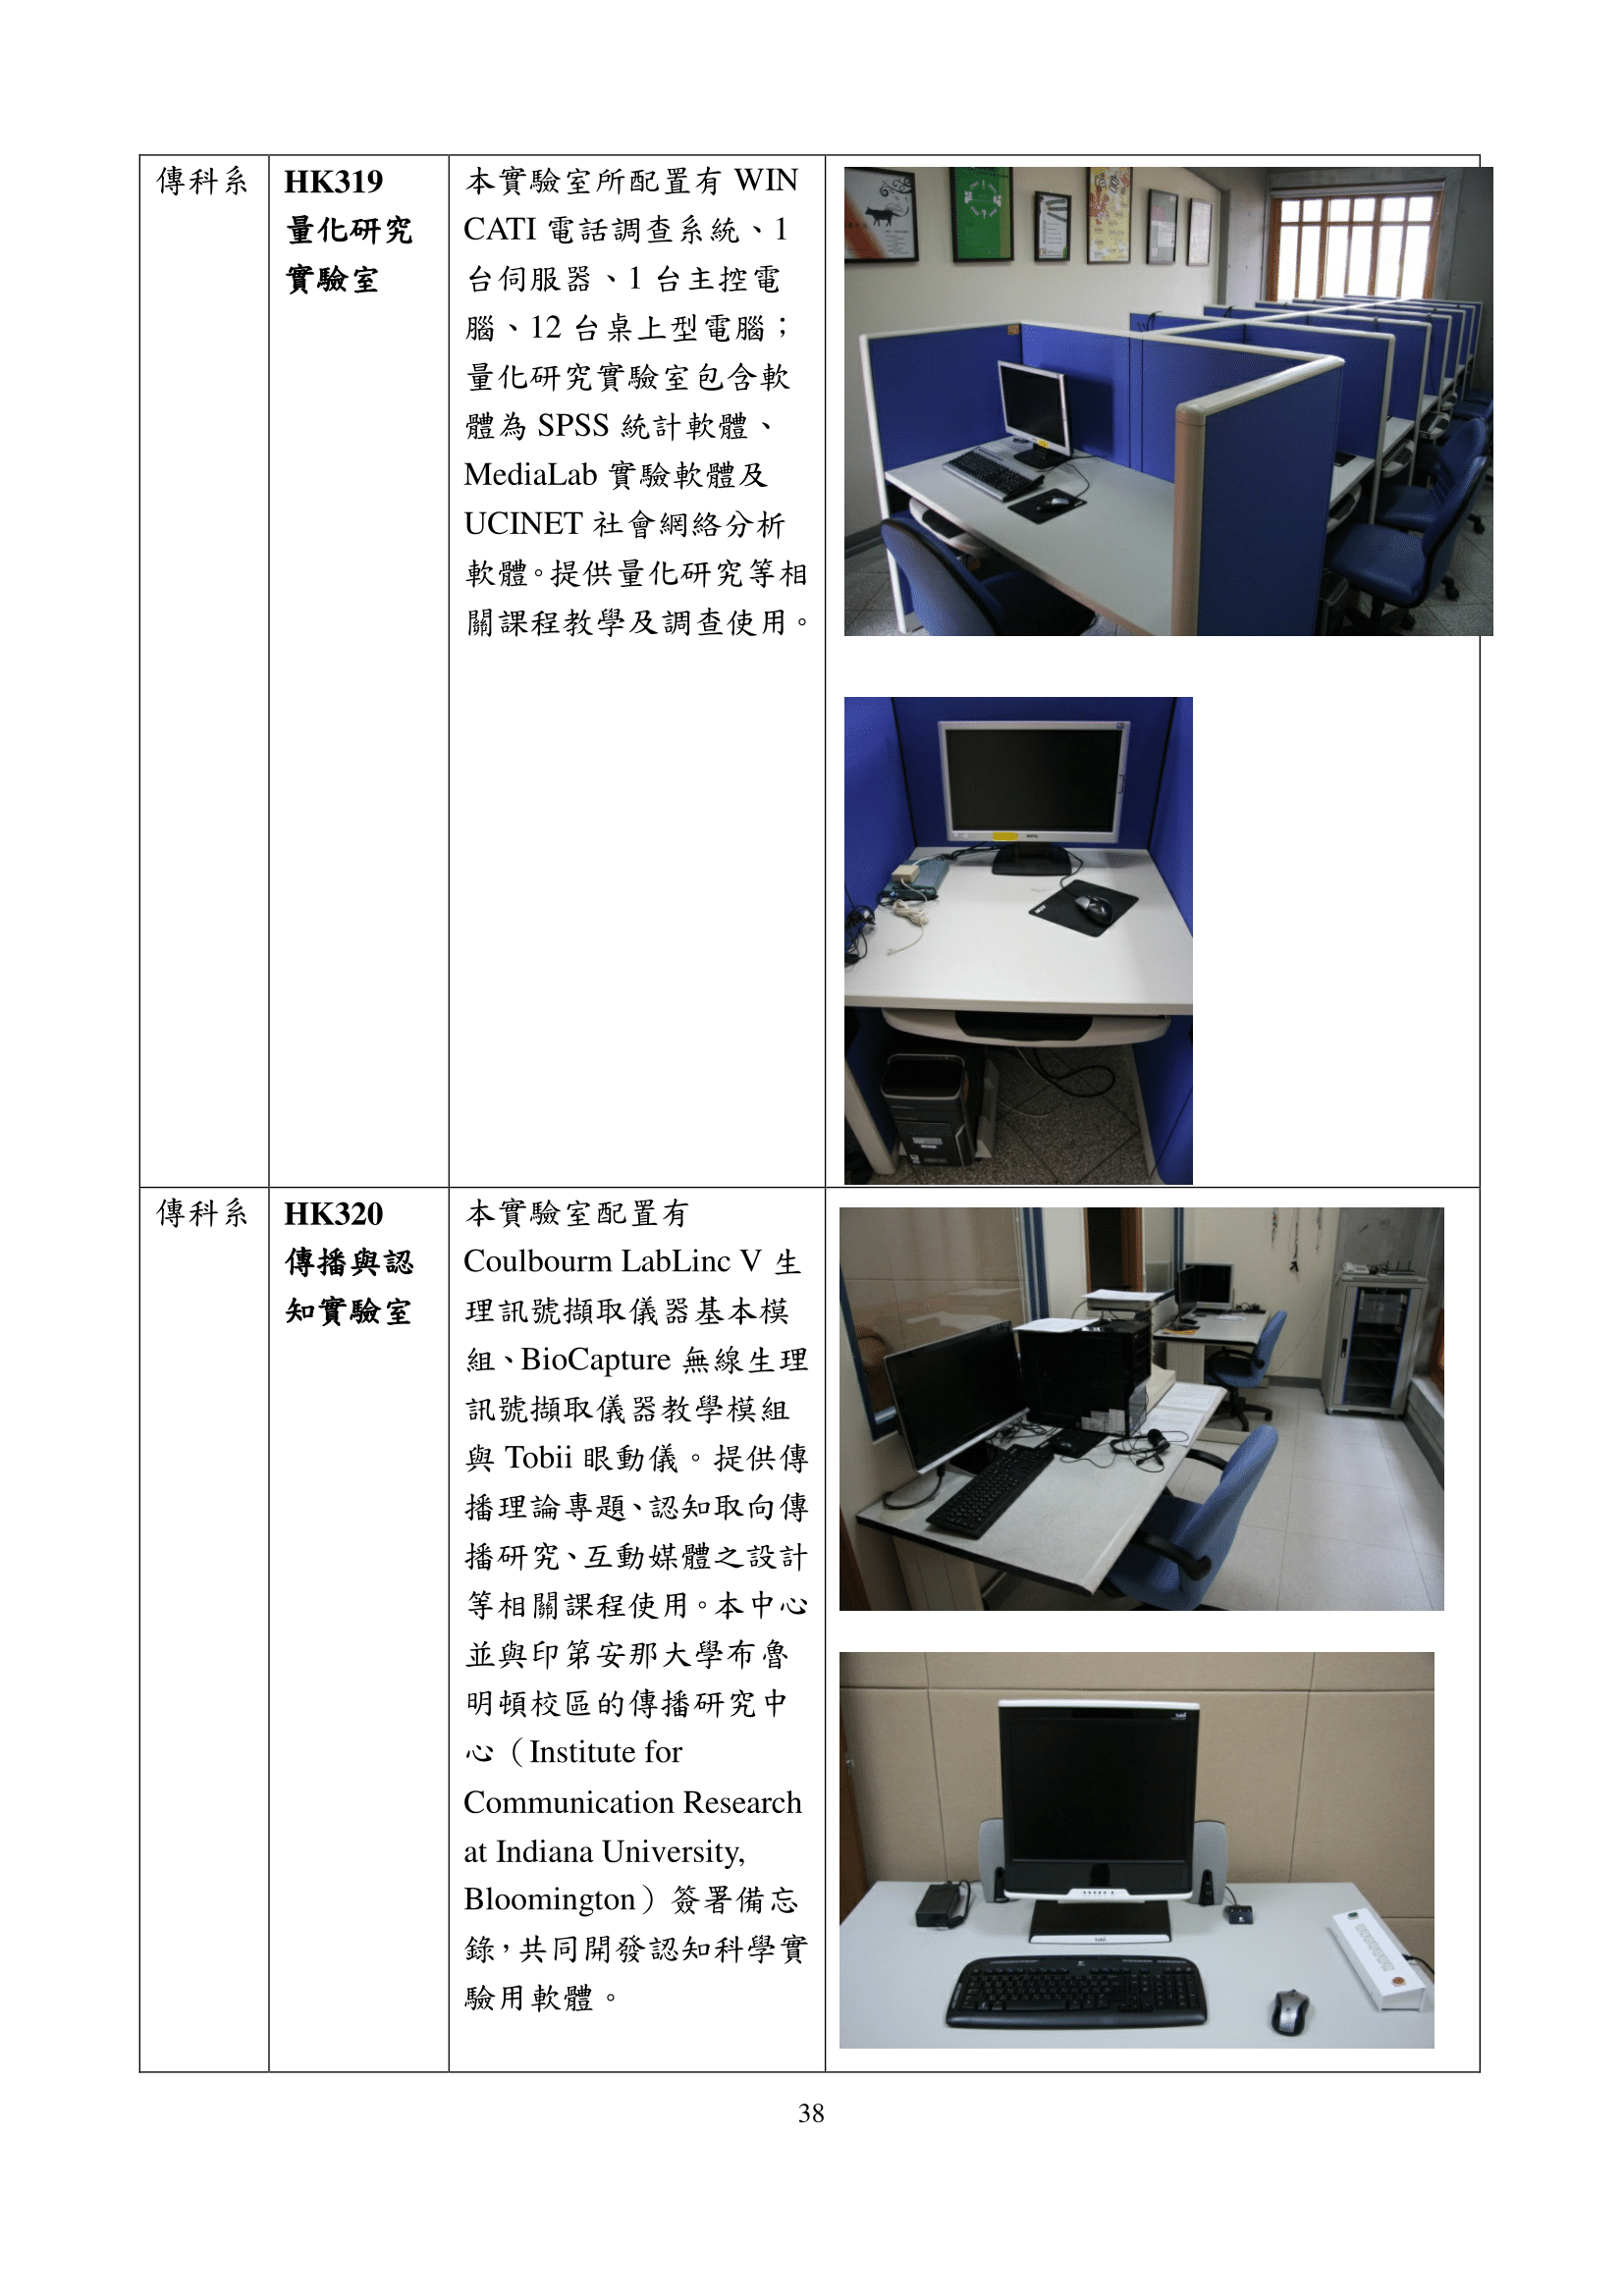 傳科系
HK319
量化研究
實驗室
本實驗室所配置有 WIN
CATI 電話調查系統、1
台伺服器、1 台主控電
腦、12 台桌上型電腦；
量化研究實驗室包含軟
體為 SPSS 統計軟體、
MediaLab 實驗軟體及
UCINET 社會網絡分析
軟體。提供量化研究等相
關課程教學及調查使用。
傳科系
HK320
傳播與認
知實驗室
本實驗室配置有
Coulbourm LabLinc V 生
理訊號擷取儀器基本模
組、BioCapture 無線生理
訊號擷取儀器教學模組
與 Tobii 眼動儀。提供傳
播理論專題、認知取向傳
播研究、互動媒體之設計
等相關課程使用。本中心
並與印第安那大學布魯
明頓校區的傳播研究中
心（Institute for
Communication Research
at Indiana University,
Bloomington）簽署備忘
錄，共同開發認知科學實
驗用軟體。
38